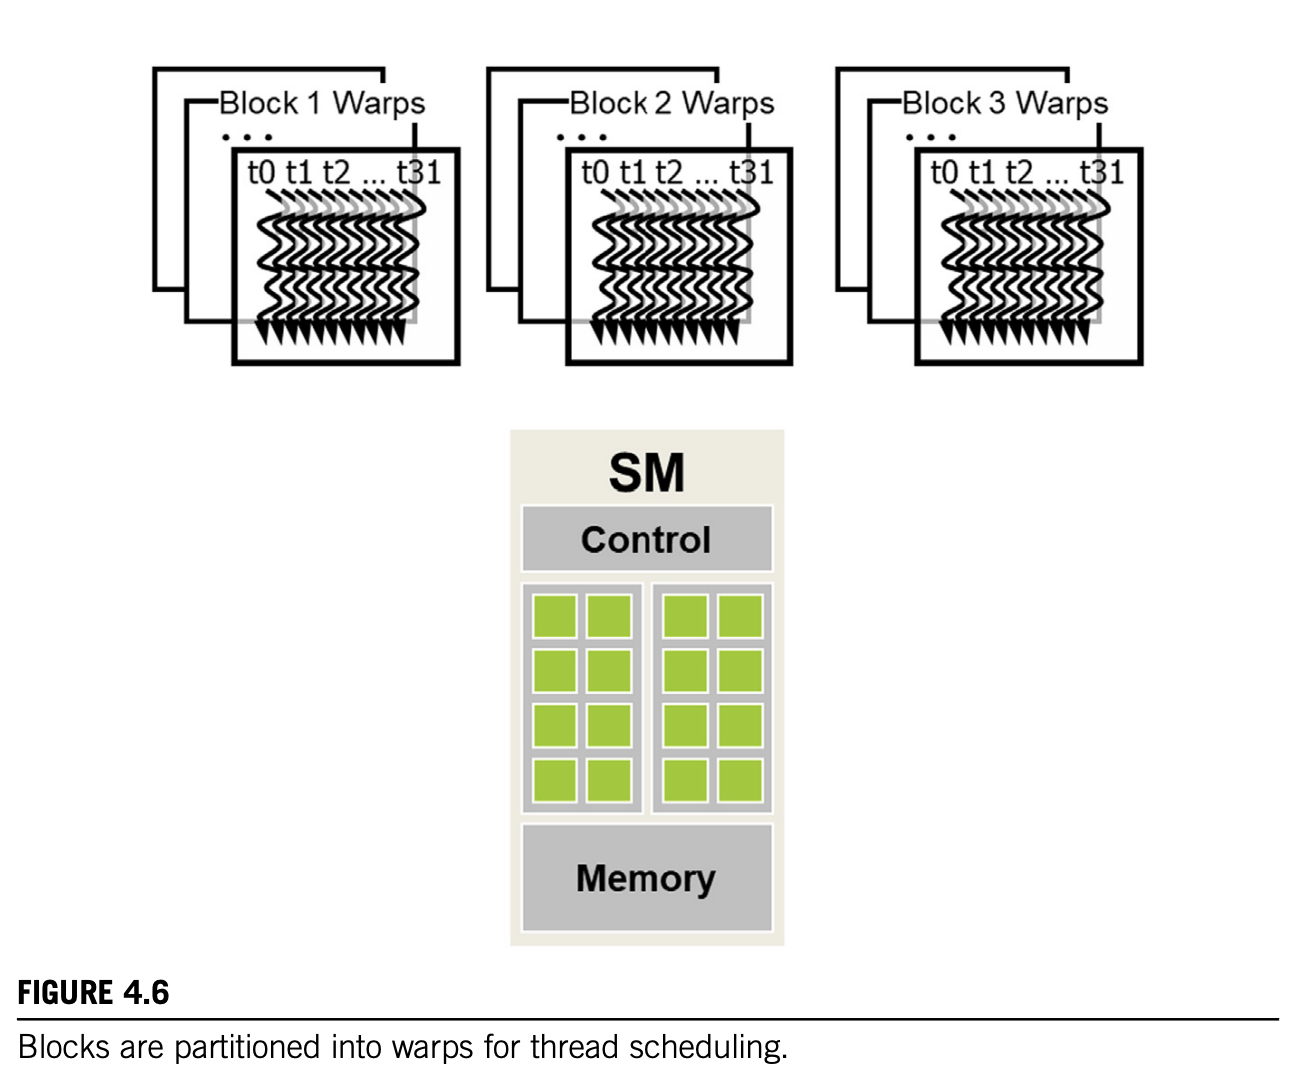 Block 1 Warps
Block 2 Warps
Block 3 Warps
. . .
. . .
. . .
t0 t1 t2 ... t31
t0 t1 t2 ... t31
t0 t1 t2 ... t31
SM
Control
Memory
FIGURE 4.6
Blocks are partitioned into warps for thread scheduling.